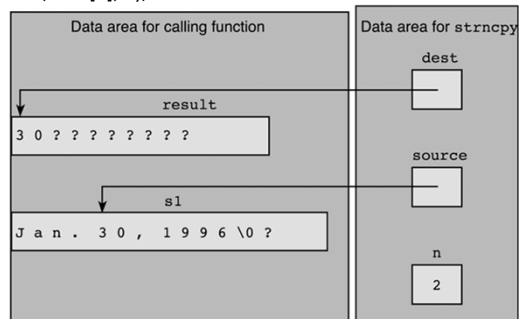 Data area for calling function
Data area for strncpy
dest
result
3 0 ? ? ? ? ? ? ? ?
source
s1
J a n . 3 0 , 1 9 9 6 \0 ?
n
2